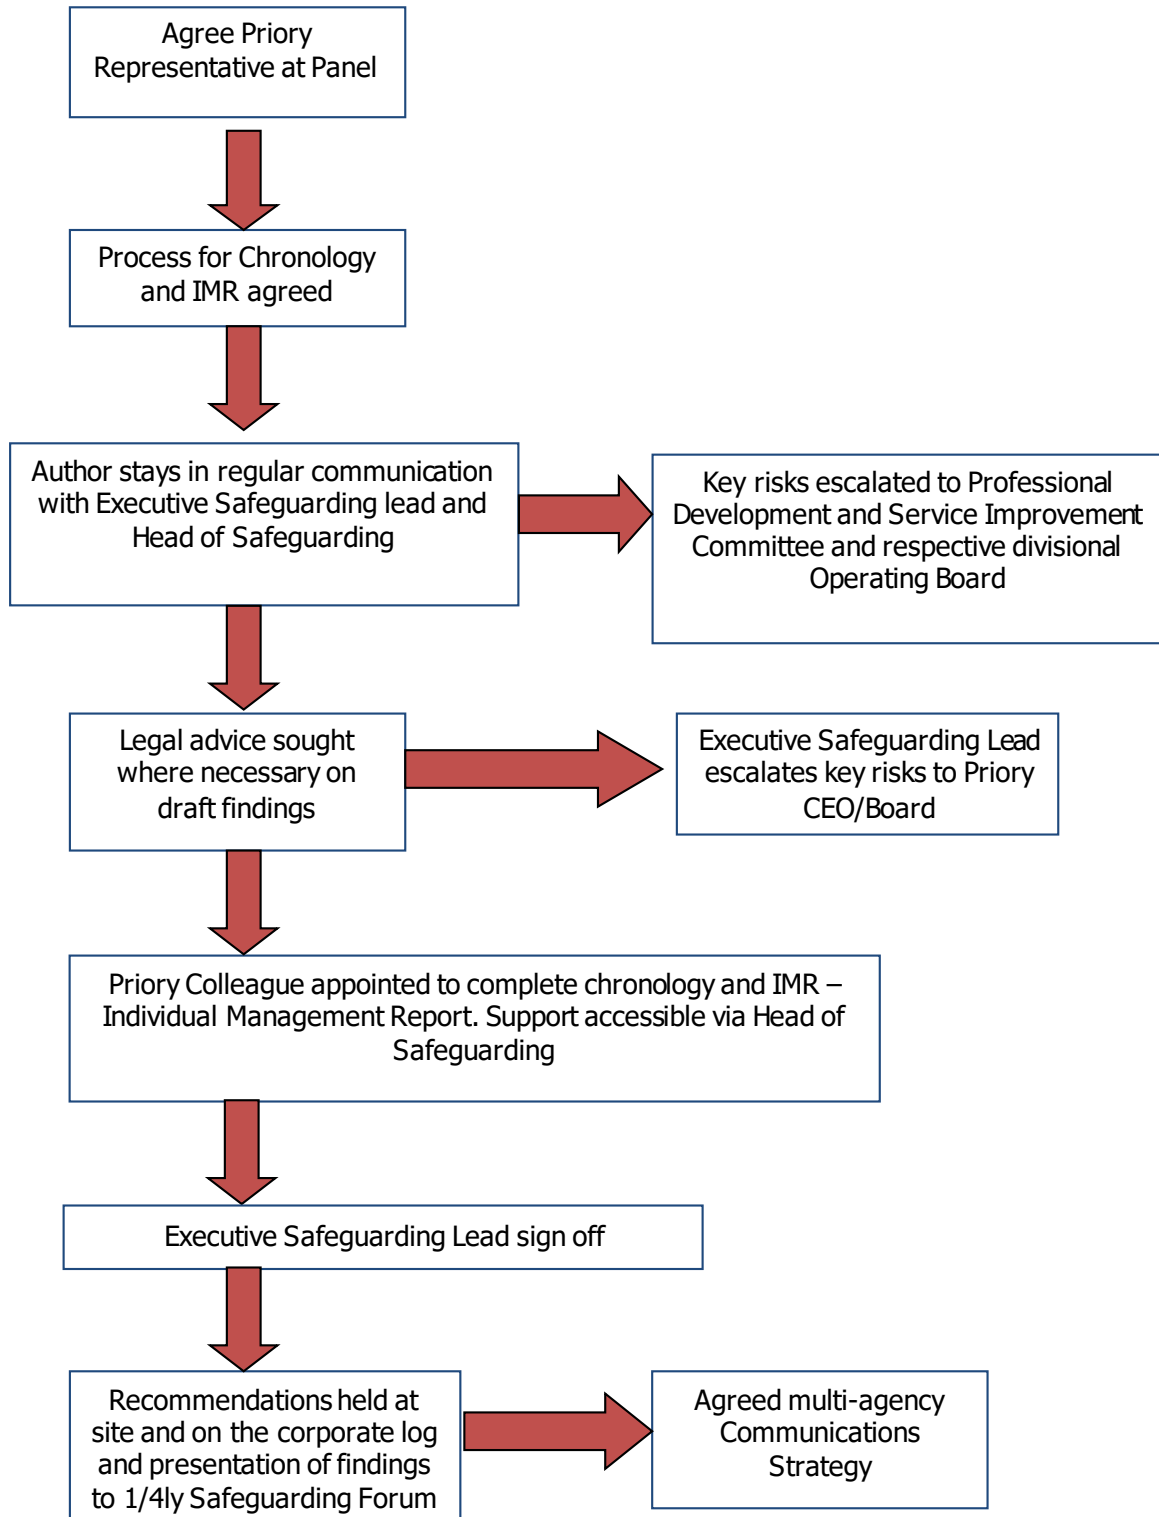 Agree Priory
Representative at Panel
Process for Chronology
and IMR agreed
Author stays in regular communication
with Executive Safeguarding lead and
Head of Safeguarding
Key risks escalated to Professional
Development and Service Improvement
Committee and respective divisional
Operating Board
Legal advice sought
where necessary on
draft findings
Executive Safeguarding Lead
escalates key risks to Priory
CEO/Board
Priory Colleague appointed to complete chronology and IMR –
Individual Management Report. Support accessible via Head of
Safeguarding
Executive Safeguarding Lead sign off
Recommendations held at
site and on the corporate log
and presentation of findings
to 1/4ly Safeguarding Forum
Agreed multi-agency
Communications
Strategy